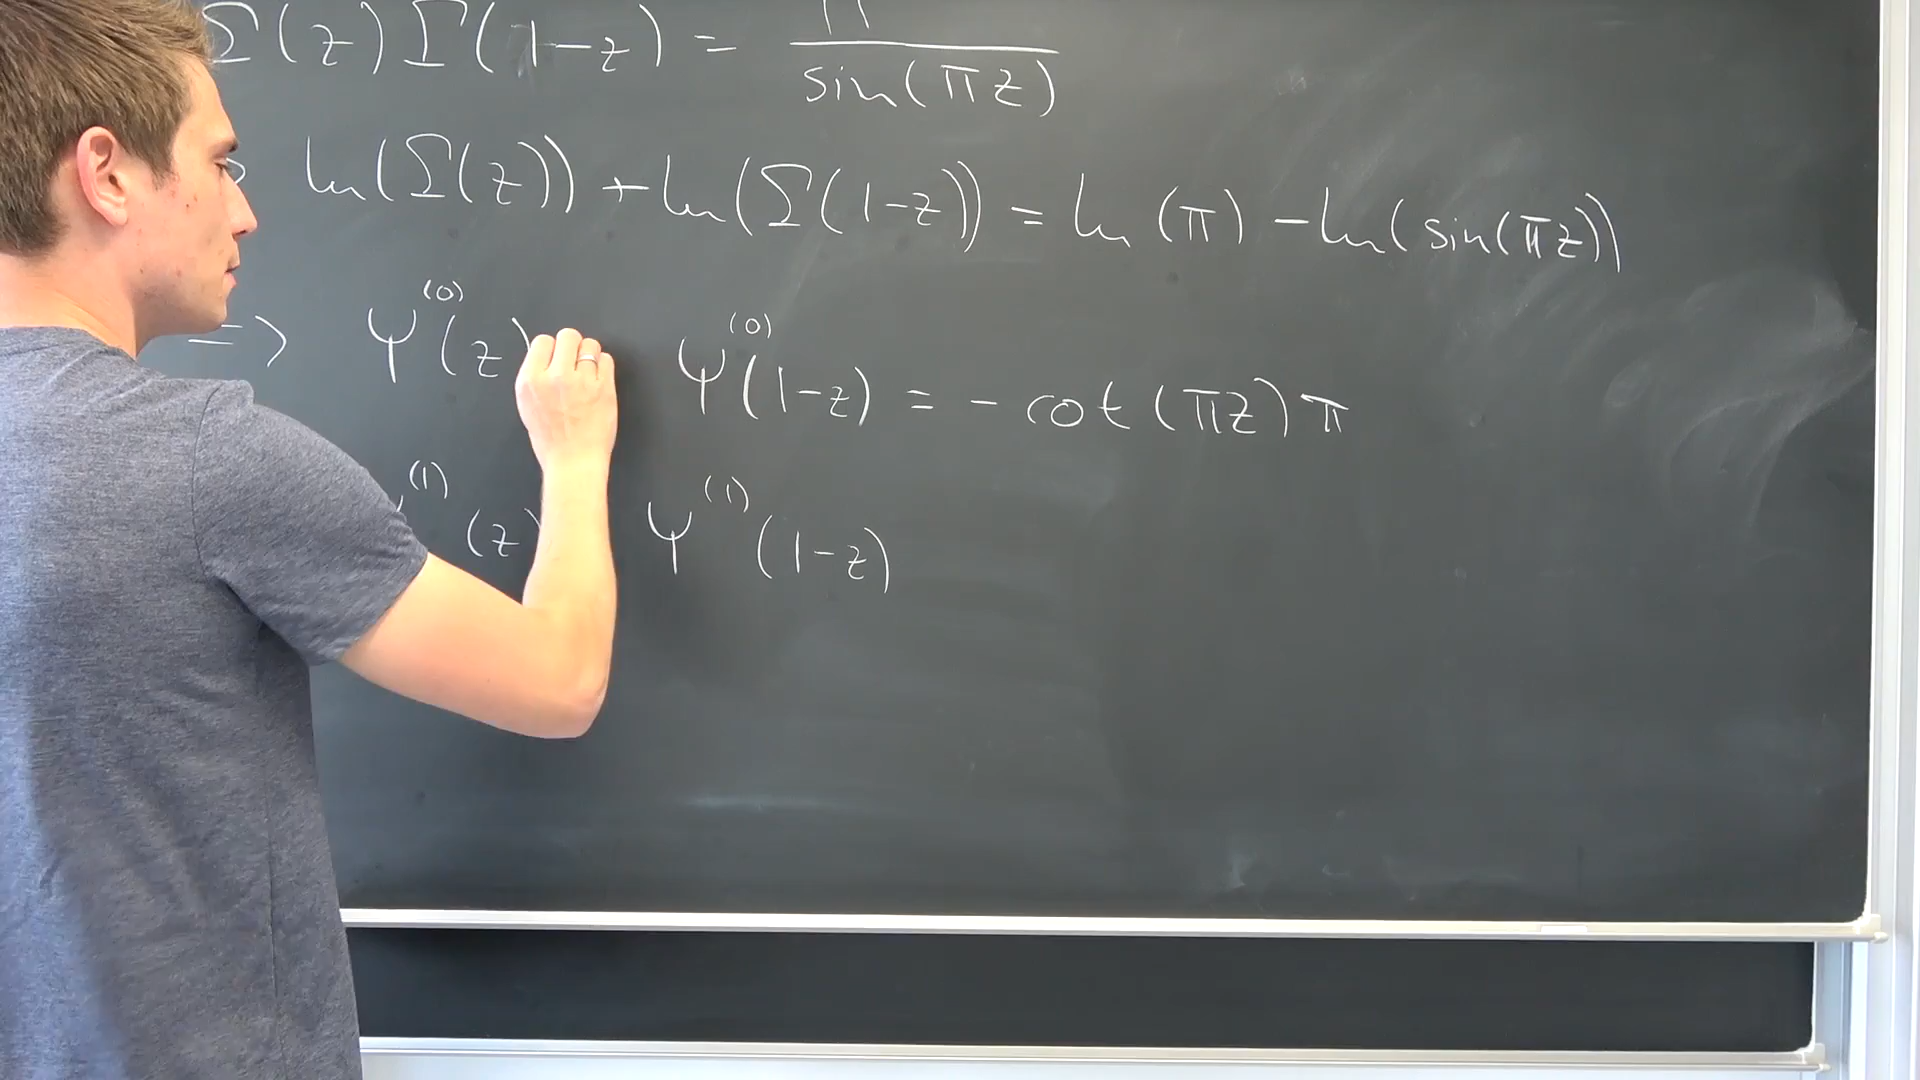 Γ(z) Γ(1-z) = π / sin(πz)
ln(Γ(z)) + ln(Γ(1-z)) = ln(π) - ln(sin(πz))
=> Ψ^(0)(z) Ψ^(0)(1-z) = - cot(πz)π
^(1)(z) Ψ^(1)(1-z)